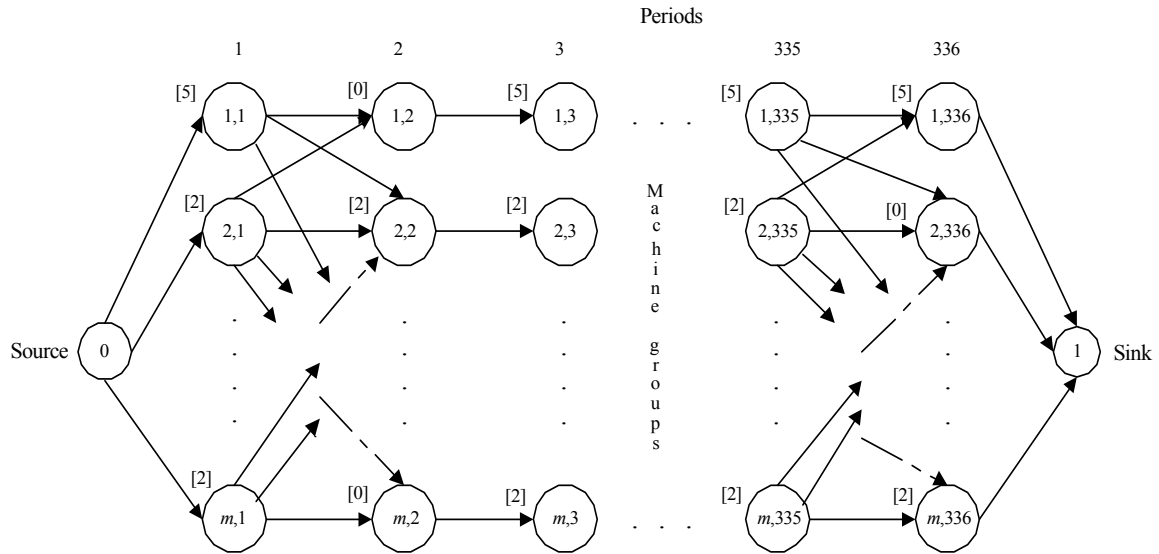 Periods
1 2 3 335 336
[5] [0] [5] [5] [5]
1,1 1,2 1,3 . . . 1,335 1,336
[2] [2] [2] [2] [0]
2,1 2,2 2,3 2,335 2,336
Machine groups
Source 0 1 Sink
[2] [0] [2] [2] [2]
m,1 m,2 m,3 . . . m,335 m,336